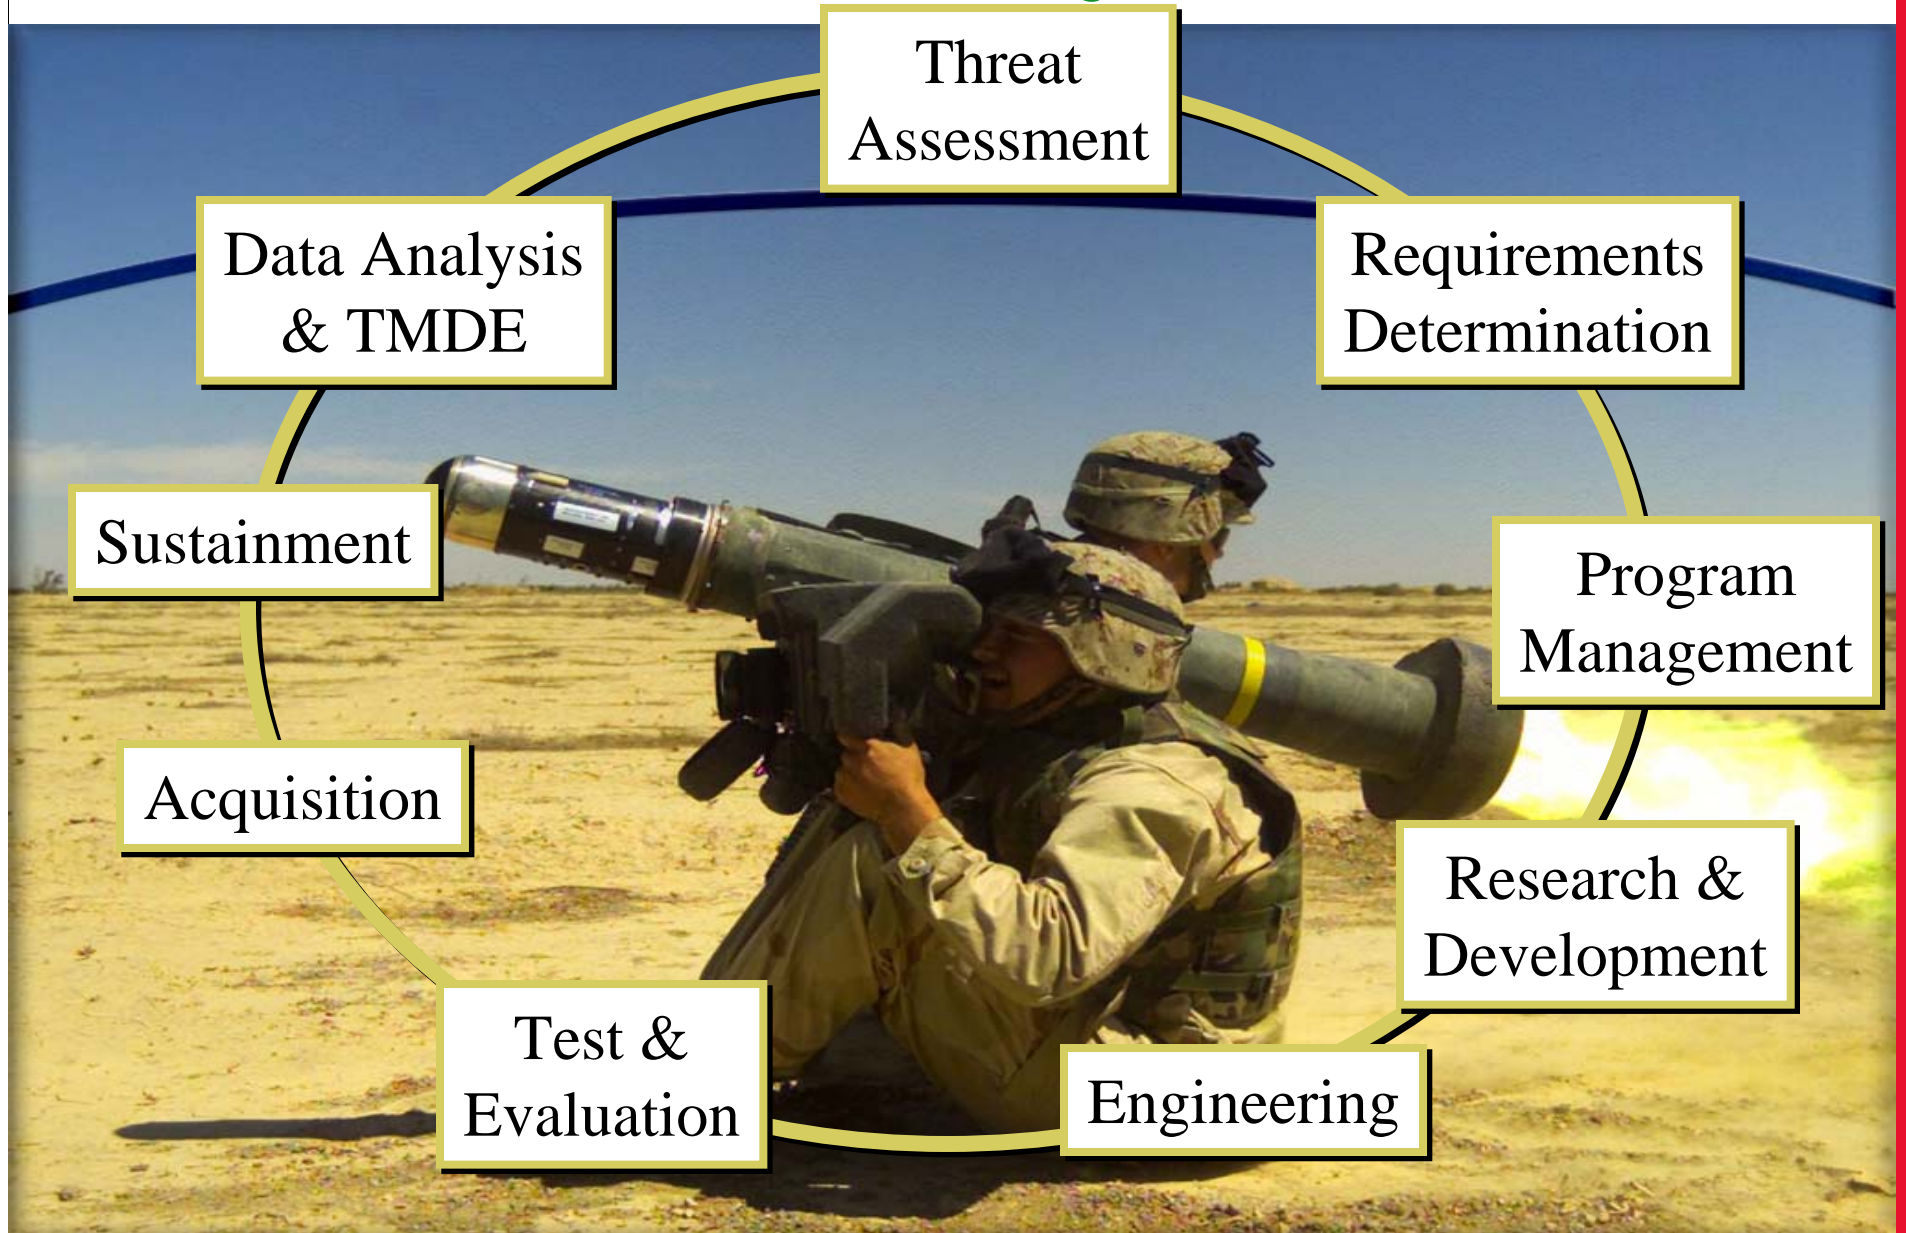 Threat
Assessment
Data Analysis
& TMDE
Requirements
Determination
Sustainment
Program
Management
Acquisition
Research &
Development
Test &
Evaluation
Engineering